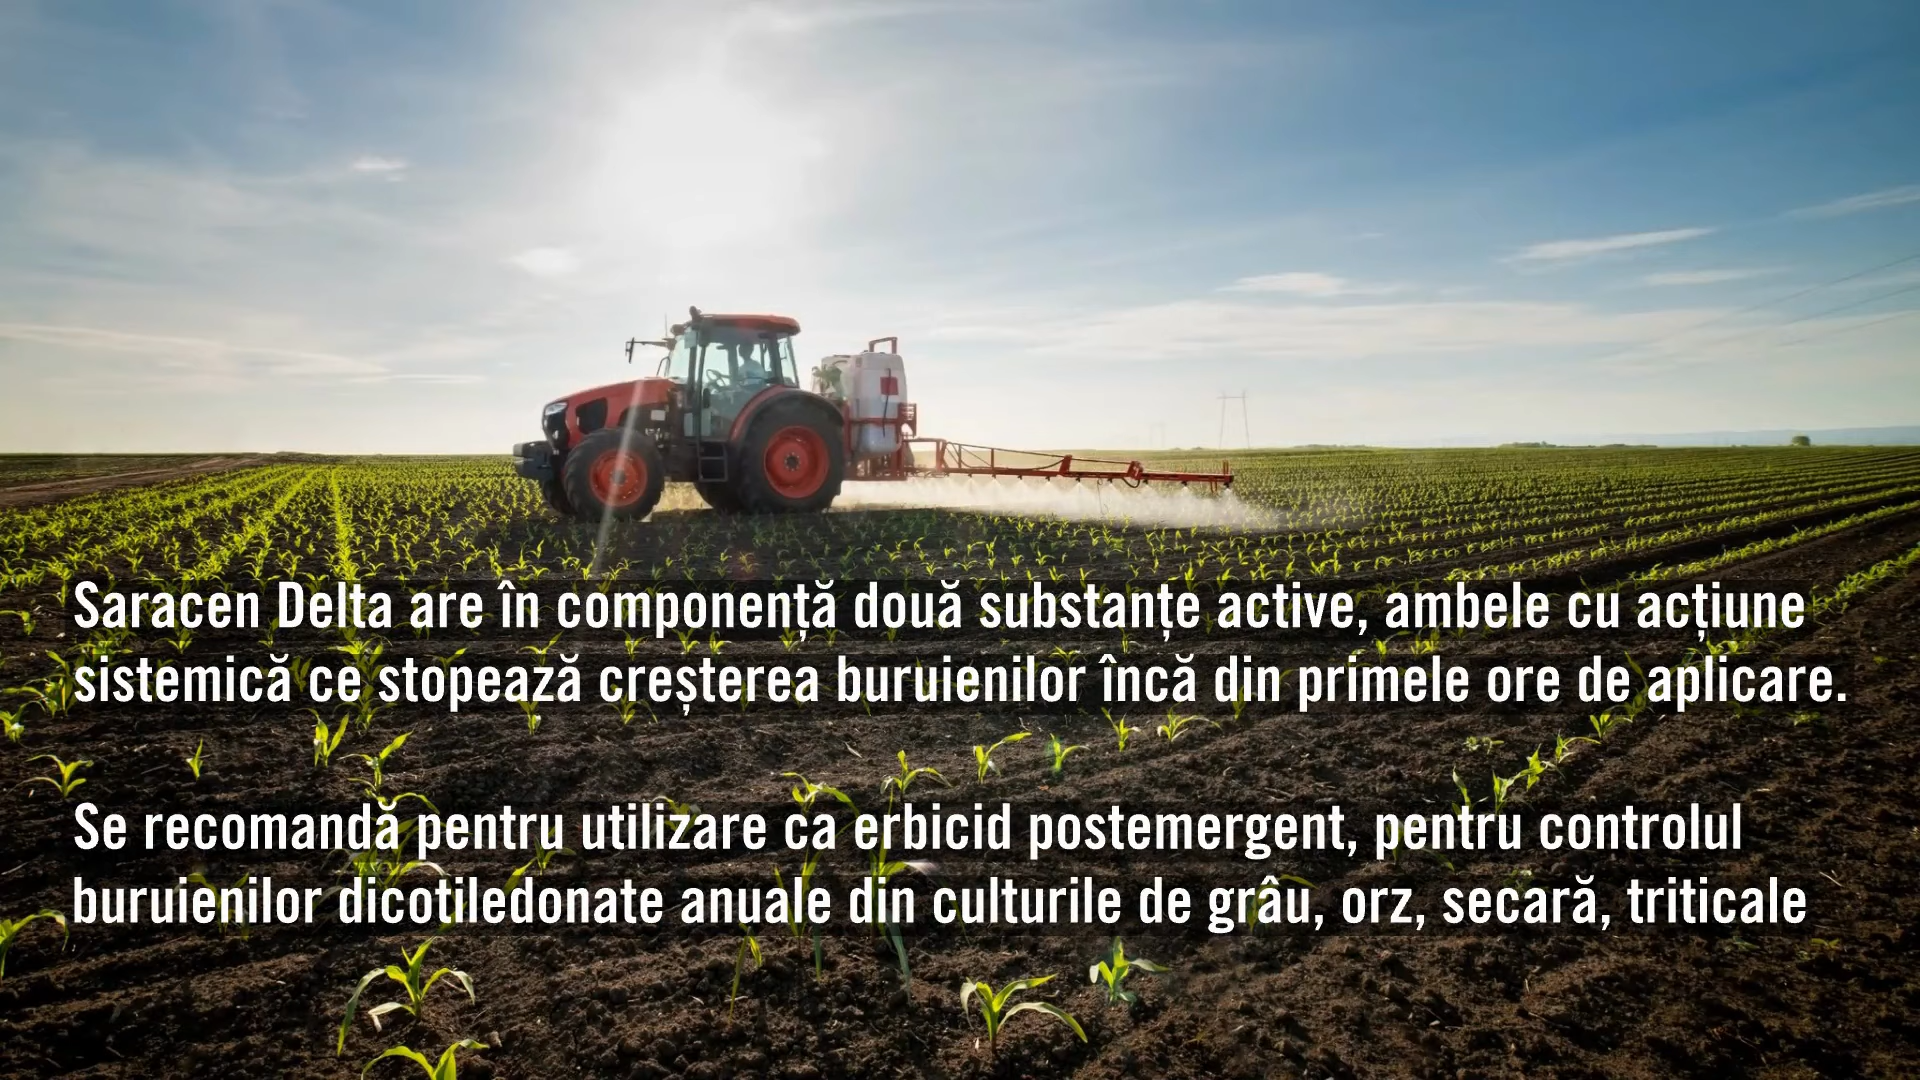 Saracen Delta are în componență două substanțe active, ambele cu acțiune
sistemică ce stopează creșterea buruienilor încă din primele ore de aplicare.
Se recomandă pentru utilizare ca erbicid postemergent, pentru controlul
buruienilor dicotiledonate anuale din culturile de grâu, orz, secară, triticale